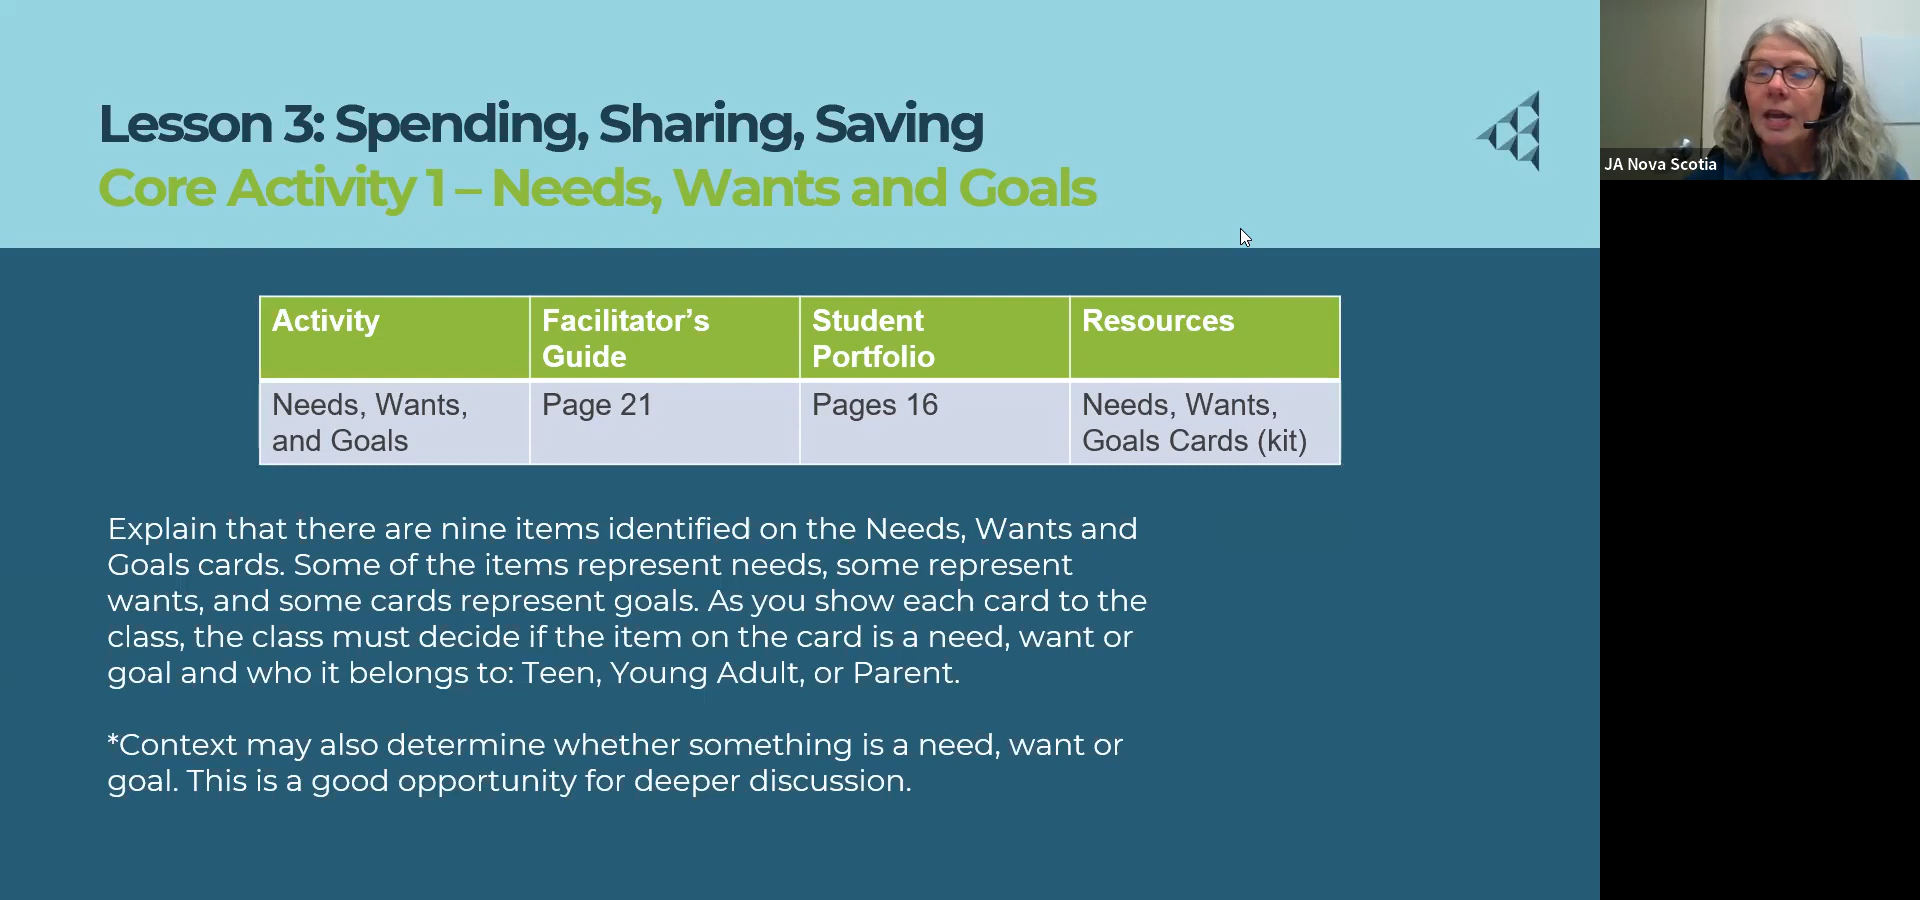 Lesson 3: Spending, Sharing, Saving
Core Activity 1 – Needs, Wants and Goals
JA Nova Scotia
Activity
Facilitator’s
Guide
Student
Portfolio
Resources
Needs, Wants,
and Goals
Page 21
Pages 16
Needs, Wants,
Goals Cards (kit)
Explain that there are nine items identified on the Needs, Wants and
Goals cards. Some of the items represent needs, some represent
wants, and some cards represent goals. As you show each card to the
class, the class must decide if the item on the card is a need, want or
goal and who it belongs to: Teen, Young Adult, or Parent.
*Context may also determine whether something is a need, want or
goal. This is a good opportunity for deeper discussion.